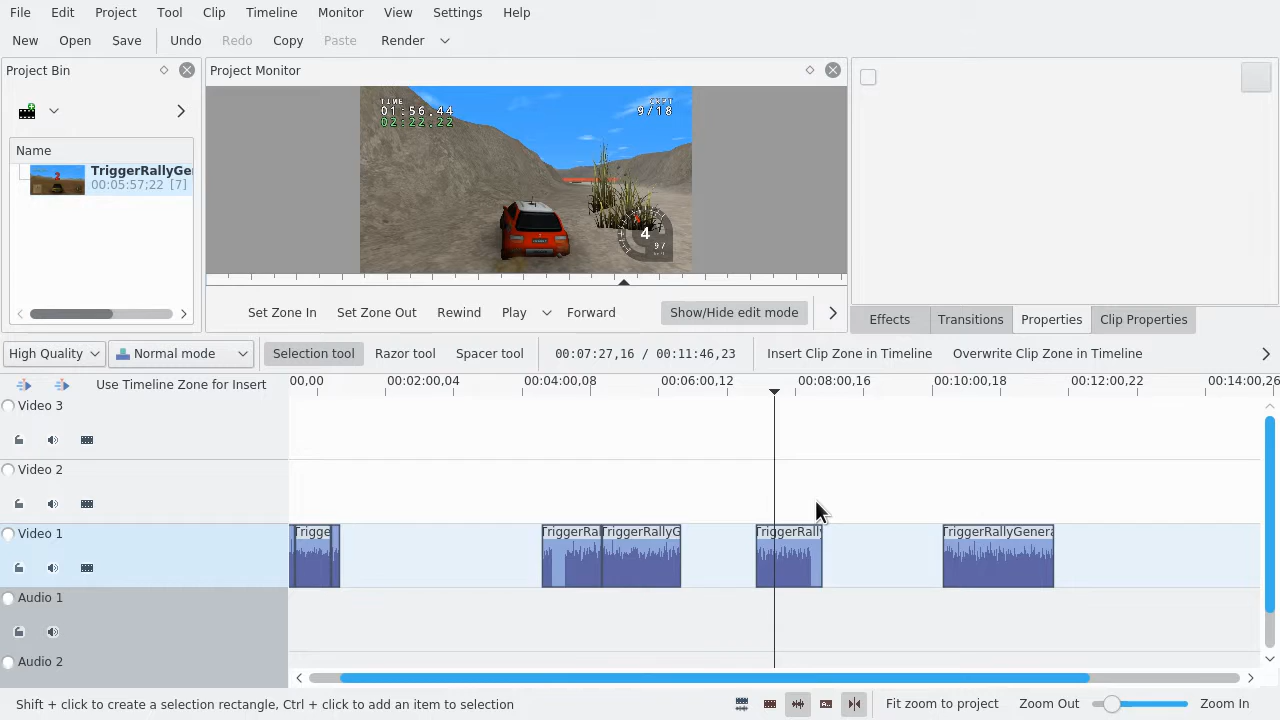 File Edit Project Tool Clip Timeline Monitor View Settings Help
New Open Save Undo Redo Copy Paste Render
Project Bin
Project Monitor
TIME
01:56.44
02:22.22
CKPT
9/18
4
97
Name
TriggerRallyGe
00:05:57;22 [7]
Set Zone In Set Zone Out Rewind Play Forward Show/Hide edit mode
Effects Transitions Properties Clip Properties
High Quality Normal mode Selection tool Razor tool Spacer tool 00:07:27,16 / 00:11:46,23 Insert Clip Zone in Timeline Overwrite Clip Zone in Timeline
Use Timeline Zone for Insert
00,00 00:02:00,04 00:04:00,08 00:06:00,12 00:08:00,16 00:10:00,18 00:12:00,22 00:14:00,26
Video 3
Video 2
Video 1
Trigge TriggerRal TriggerRallyG TriggerRally TriggerRallyGenera
Audio 1
Audio 2
Shift + click to create a selection rectangle, Ctrl + click to add an item to selection
Fit zoom to project Zoom Out Zoom In